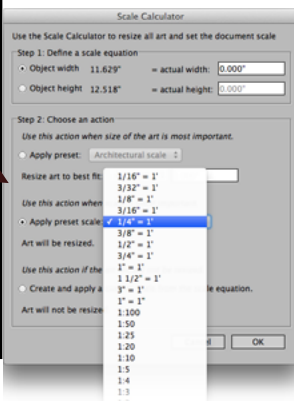 Scale Calculator
Use the Scale Calculator to resize all art and set the document scale
Step 1: Define a scale equation
Object width 11.629" = actual width: 0.000"
Object height 12.518" = actual height: 0.000"
Step 2: Choose an action
Use this action when size of the art is most important.
Apply preset: Architectural scale
Resize art to best fit:
Use this action when
Apply preset scale:
Art will be resized.
Use this action if the
Create and apply a le equation.
Art will not be resize
OK
1/16" = 1'
3/32" = 1'
1/8" = 1'
3/16" = 1'
✓ 1/4" = 1'
3/8" = 1'
1/2" = 1'
3/4" = 1'
1" = 1'
1 1/2" = 1'
3" = 1'
1" = 1"
1:100
1:50
1:25
1:20
1:10
1:5
1:4
1:3